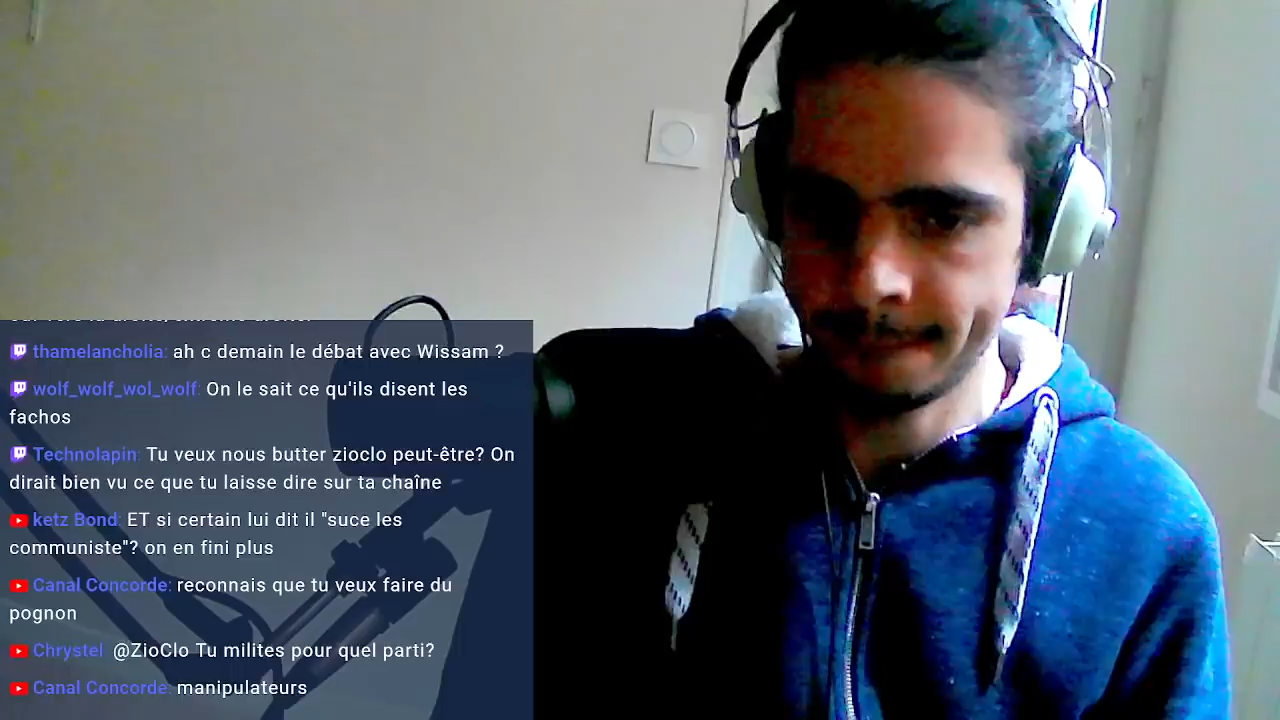 thamelancholia: ah c demain le débat avec Wissam ?
wolf_wolf_wol_wolf: On le sait ce qu'ils disent les
fachos
Technolapin: Tu veux nous butter zioclo peut-être? On
dirait bien vu ce que tu laisse dire sur ta chaîne
ketz Bond: ET si certain lui dit il "suce les
communiste"? on en fini plus
Canal Concorde: reconnais que tu veux faire du
pognon
Chrystel: @ZioClo Tu milites pour quel parti?
Canal Concorde: manipulateurs